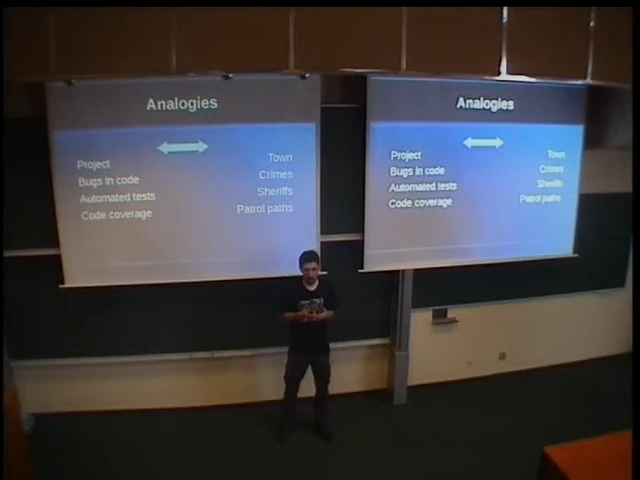 Analogies
Project Town
Bugs in code Crimes
Automated tests Sheriffs
Code coverage Patrol paths
Analogies
Project Town
Bugs in code Crimes
Automated tests Sheriffs
Code coverage Patrol paths